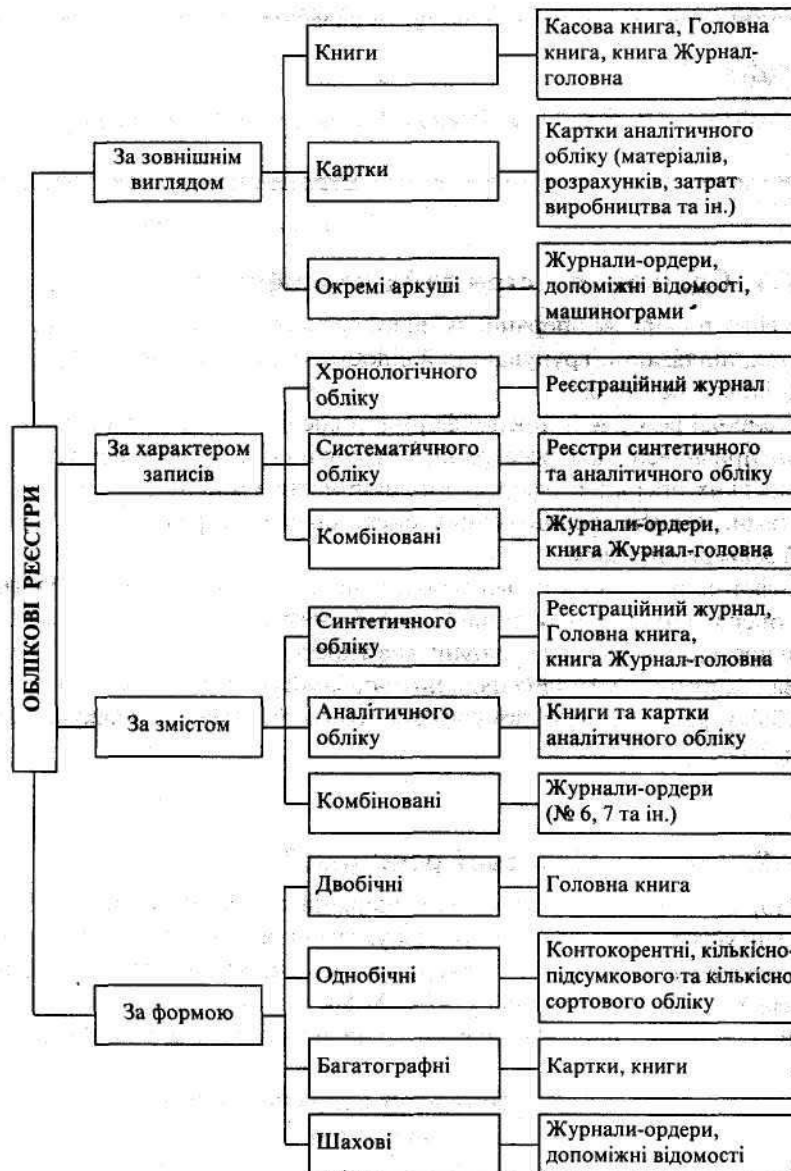 ОБЛІКОВІ РЕЄСТРИ
За зовнішнім
виглядом
Книги
Касова книга, Головна
книга, книга Журнал-
головна
Картки
Картки аналітичного
обліку (матеріалів,
розрахунків, затрат
виробництва та ін.)
Окремі аркуші
Журнали-ордери,
допоміжні відомості,
машинограми
За характером
записів
Хронологічного
обліку
Реєстраційний журнал
Систематичного
обліку
Реєстри синтетичного
та аналітичного обліку
Комбіновані
Журнали-ордери,
книга Журнал-головна
За змістом
Синтетичного
обліку
Реєстраційний журнал,
Головна книга,
книга Журнал-головна
Аналітичного
обліку
Книги та картки
аналітичного обліку
Комбіновані
Журнали-ордери
(№ 6, 7 та ін.)
За формою
Двобічні
Головна книга
Однобічні
Контокорентні, кількісно-
підсумкового та кількісно
сортового обліку
Багатографні
Картки, книги
Шахові
Журнали-ордери,
допоміжні відомості